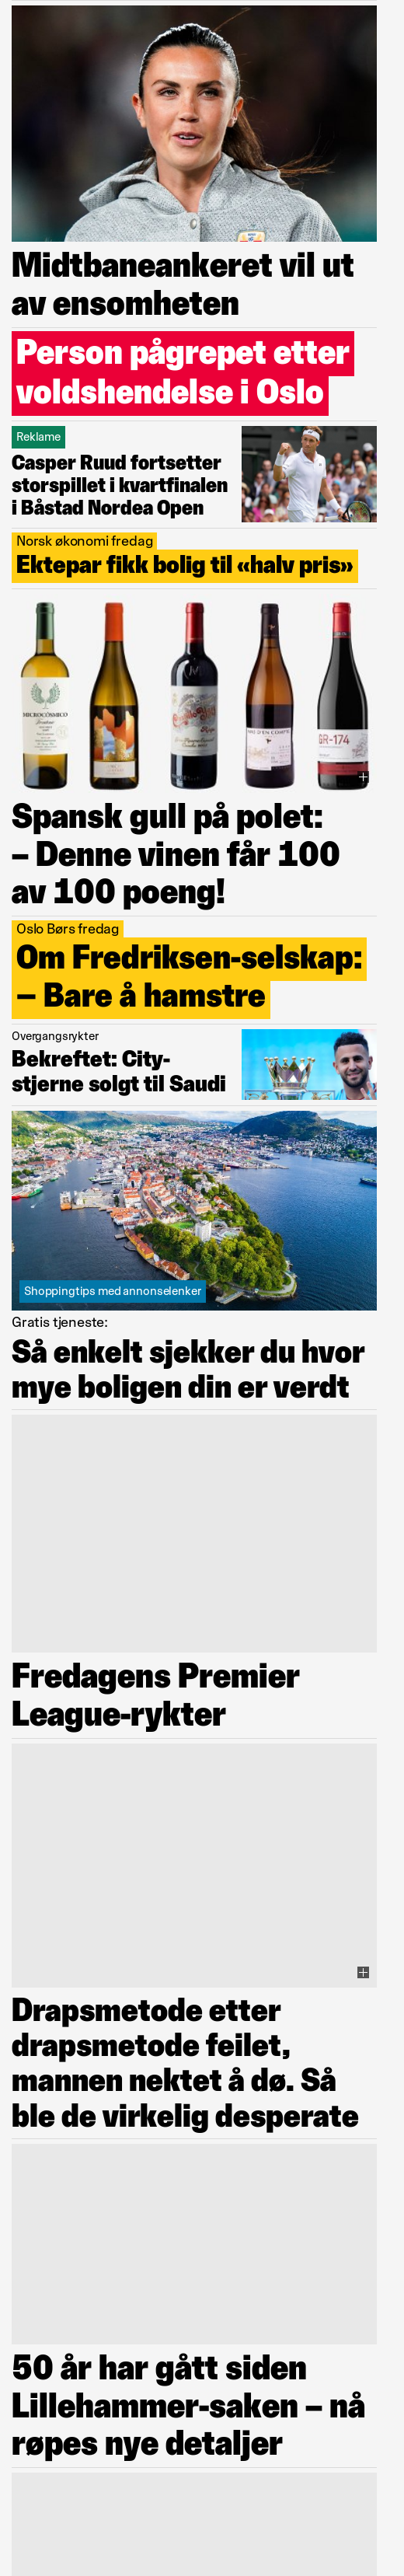 Midtbaneankeret vil ut
av ensomheten
Person pågrepet etter
voldshendelse i Oslo
Reklame
Casper Ruud fortsetter
storspillet i kvartfinalen
i Båstad Nordea Open
Norsk økonomi fredag
Ektepar fikk bolig til «halv pris»
MICROCÓSMICO
GR-174
Spansk gull på polet:
– Denne vinen får 100
av 100 poeng!
Oslo Børs fredag
Om Fredriksen-selskap:
– Bare å hamstre
Overgangsrykter
Bekreftet: City-
stjerne solgt til Saudi
Shoppingtips med annonselenker
Gratis tjeneste:
Så enkelt sjekker du hvor
mye boligen din er verdt
Fredagens Premier
League-rykter
Drapsmetode etter
drapsmetode feilet,
mannen nektet å dø. Så
ble de virkelig desperate
50 år har gått siden
Lillehammer-saken – nå
røpes nye detaljer